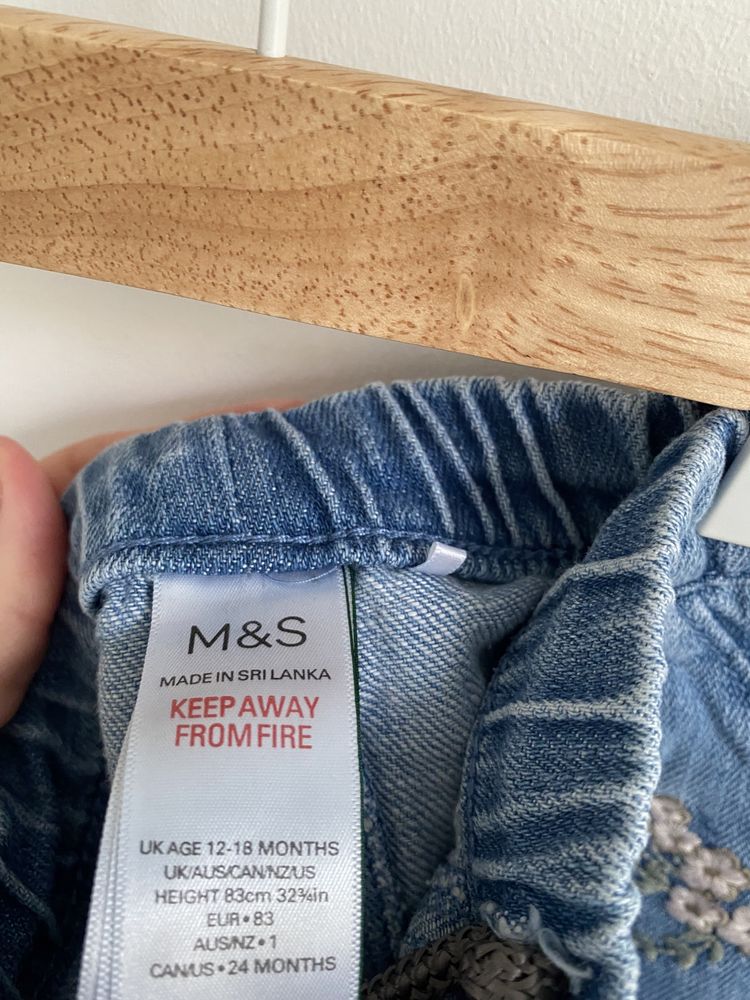 M&S
MADE IN SRI LANKA
KEEP AWAY
FROM FIRE
UK AGE 12-18 MONTHS
UK/AUS/CAN/NZ/US
HEIGHT 83cm 32¾in
EUR • 83
AUS/NZ • 1
CAN/US • 24 MONTHS